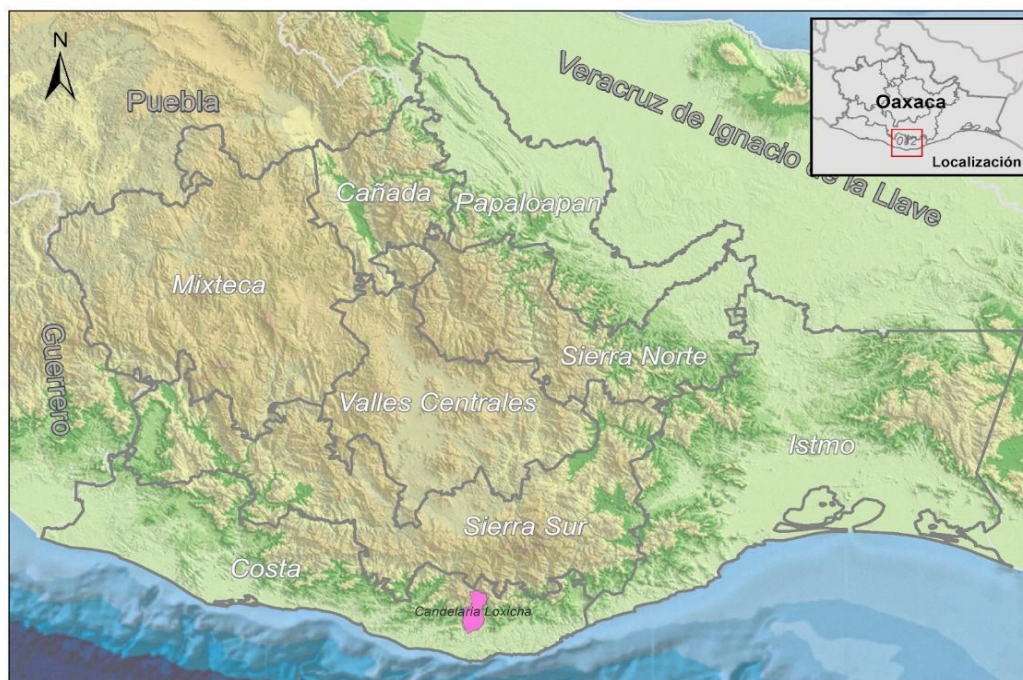 N
Puebla
Veracruz de Ignacio de la Llave
Oaxaca
012
Localización
Cañada
Papaloapan
Mixteca
Guerrero
Sierra Norte
Valles Centrales
Istmo
Sierra Sur
Costa
Candelaria Loxicha